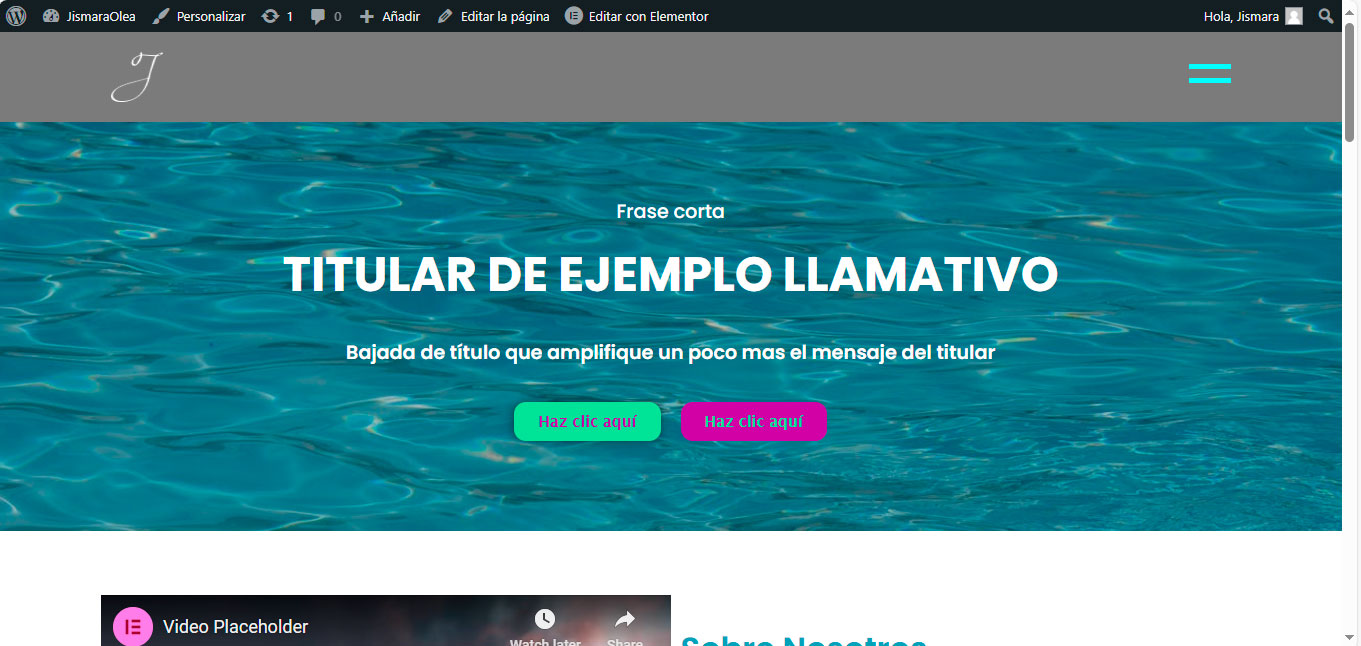 JismaraOlea Personalizar 1 0 Añadir Editar la página Editar con Elementor Hola, Jismara
J
Frase corta
TITULAR DE EJEMPLO LLAMATIVO
Bajada de título que amplifique un poco mas el mensaje del titular
Haz clic aquí Haz clic aquí
Video Placeholder
Watch later Share
Sobre Nosotros